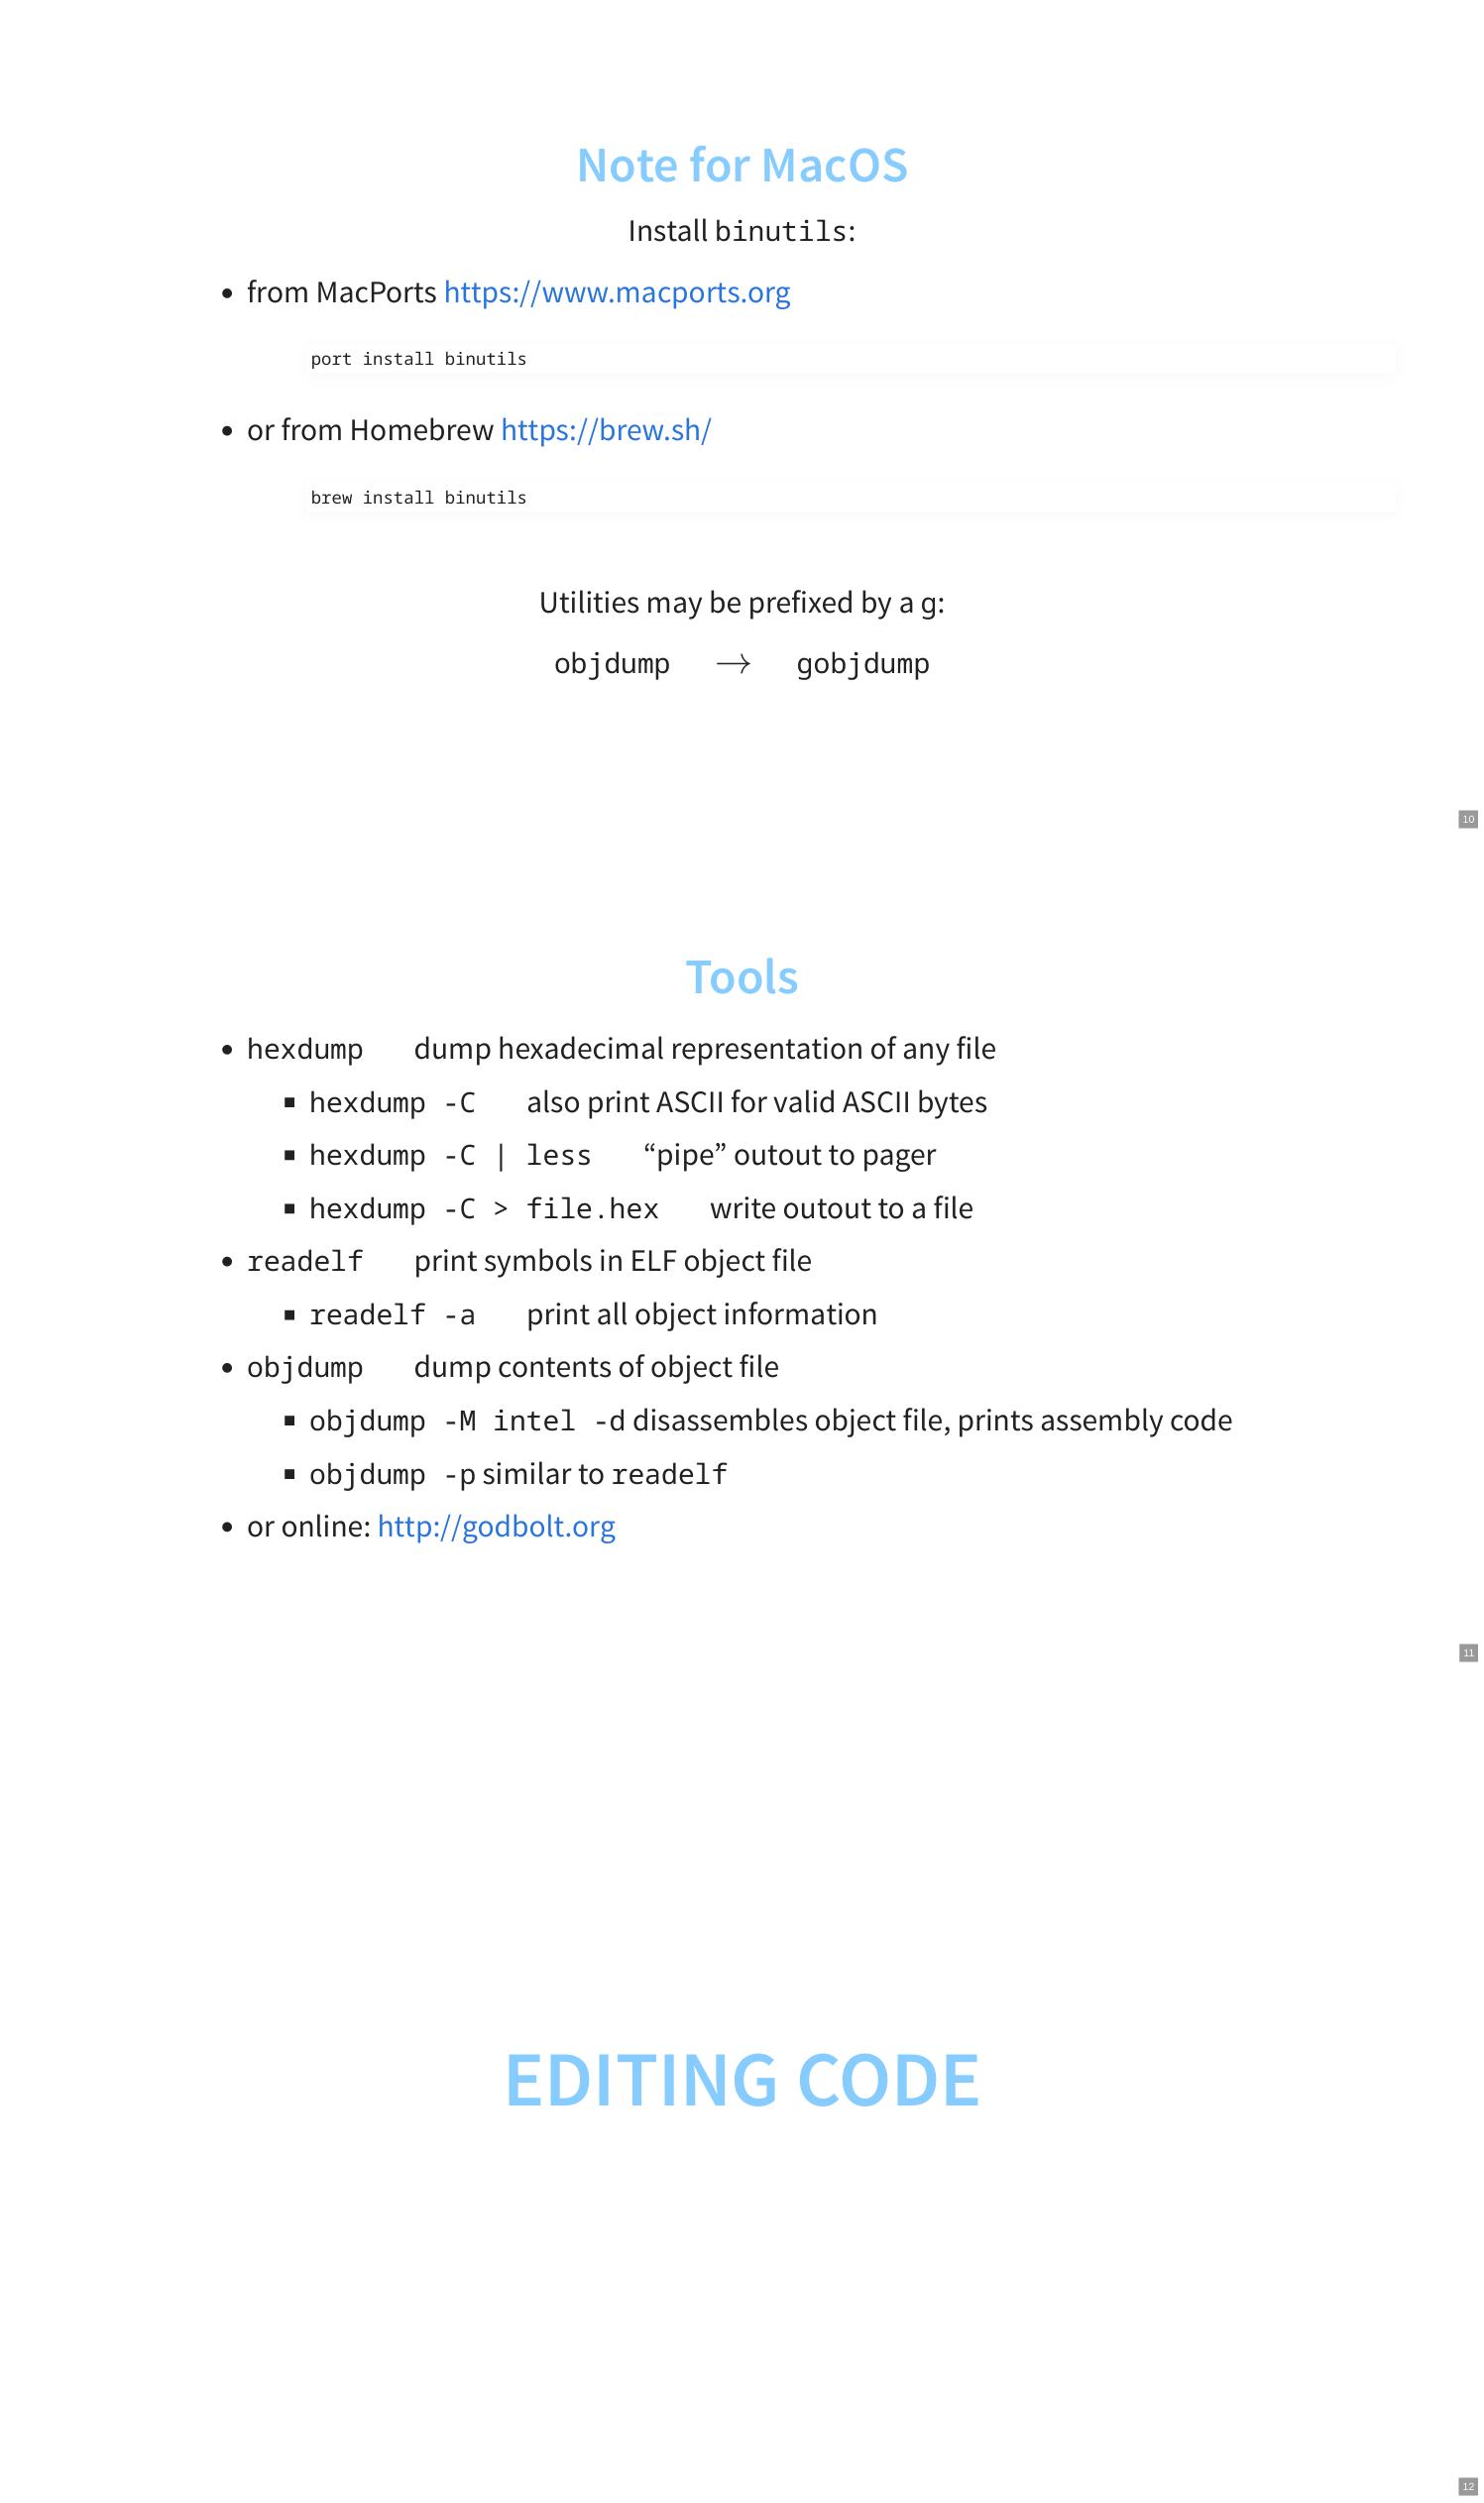 Note for MacOS
Install binutils:
• from MacPorts https://www.macports.org
port install binutils
• or from Homebrew https://brew.sh/
brew install binutils
Utilities may be prefixed by a g:
objdump → gobjdump
10
Tools
• hexdump dump hexadecimal representation of any file
▪ hexdump -C also print ASCII for valid ASCII bytes
▪ hexdump -C | less “pipe” outout to pager
▪ hexdump -C > file.hex write outout to a file
• readelf print symbols in ELF object file
▪ readelf -a print all object information
• objdump dump contents of object file
▪ objdump -M intel -d disassembles object file, prints assembly code
▪ objdump -p similar to readelf
• or online: http://godbolt.org
11
EDITING CODE
12